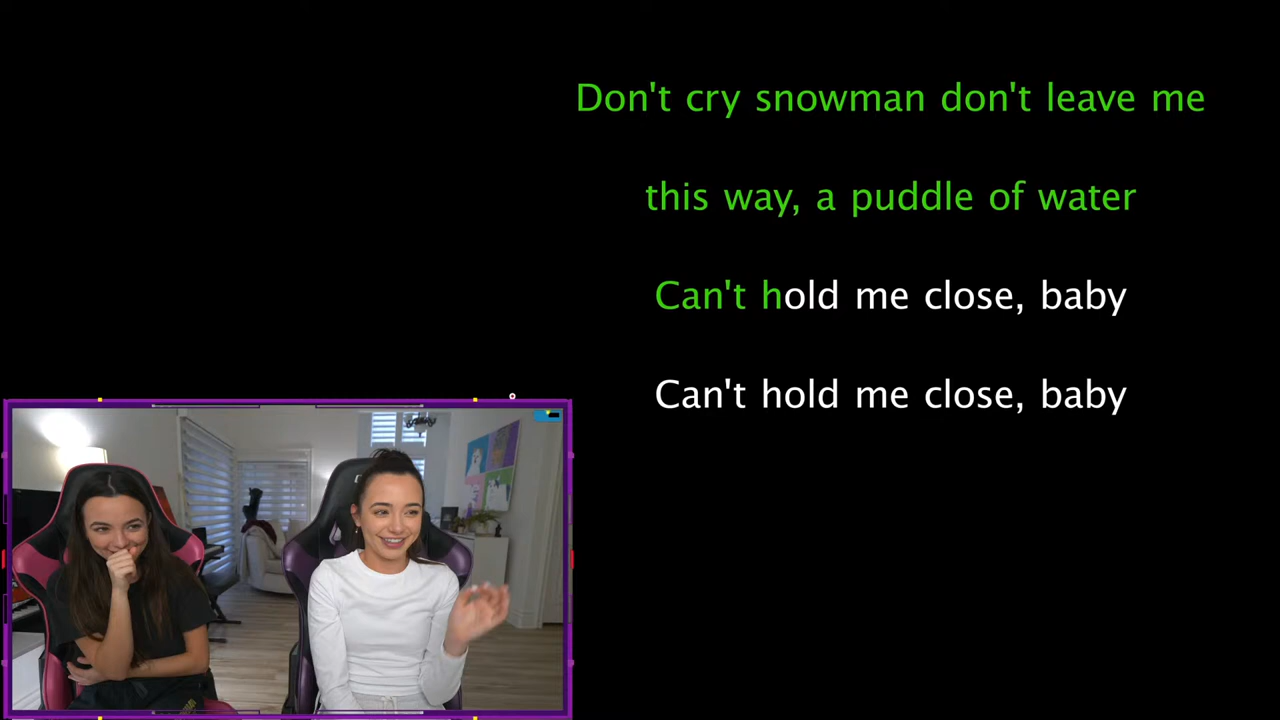 Don't cry snowman don't leave me
this way, a puddle of water
Can't hold me close, baby
Can't hold me close, baby